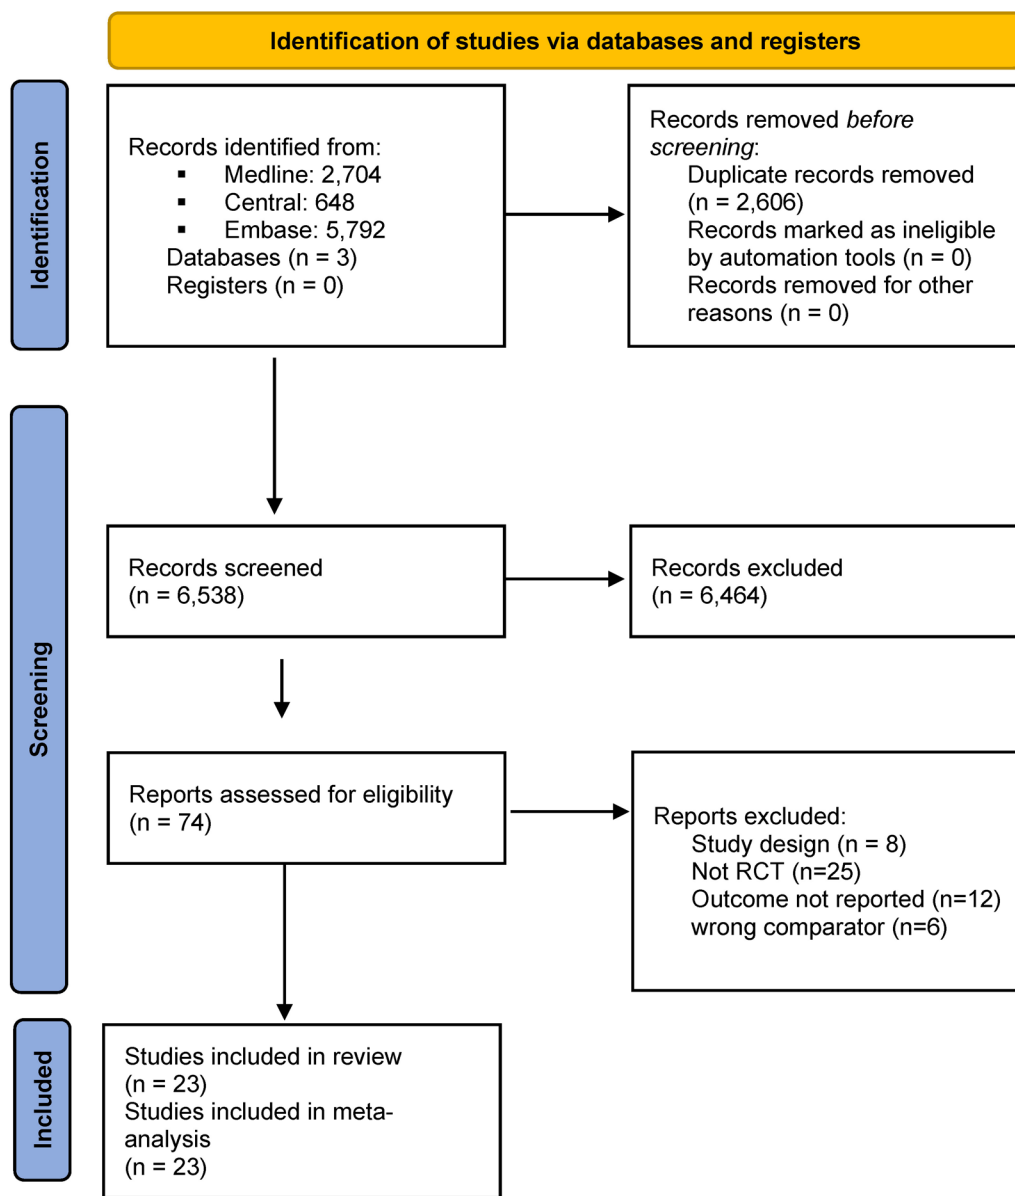 Identification of studies via databases and registers
Identification
Records identified from:
▪ Medline: 2,704
▪ Central: 648
▪ Embase: 5,792
Databases (n = 3)
Registers (n = 0)
Records removed before
screening:
Duplicate records removed
(n = 2,606)
Records marked as ineligible
by automation tools (n = 0)
Records removed for other
reasons (n = 0)
Screening
Records screened
(n = 6,538)
Records excluded
(n = 6,464)
Reports assessed for eligibility
(n = 74)
Reports excluded:
Study design (n = 8)
Not RCT (n=25)
Outcome not reported (n=12)
wrong comparator (n=6)
Included
Studies included in review
(n = 23)
Studies included in meta-
analysis
(n = 23)